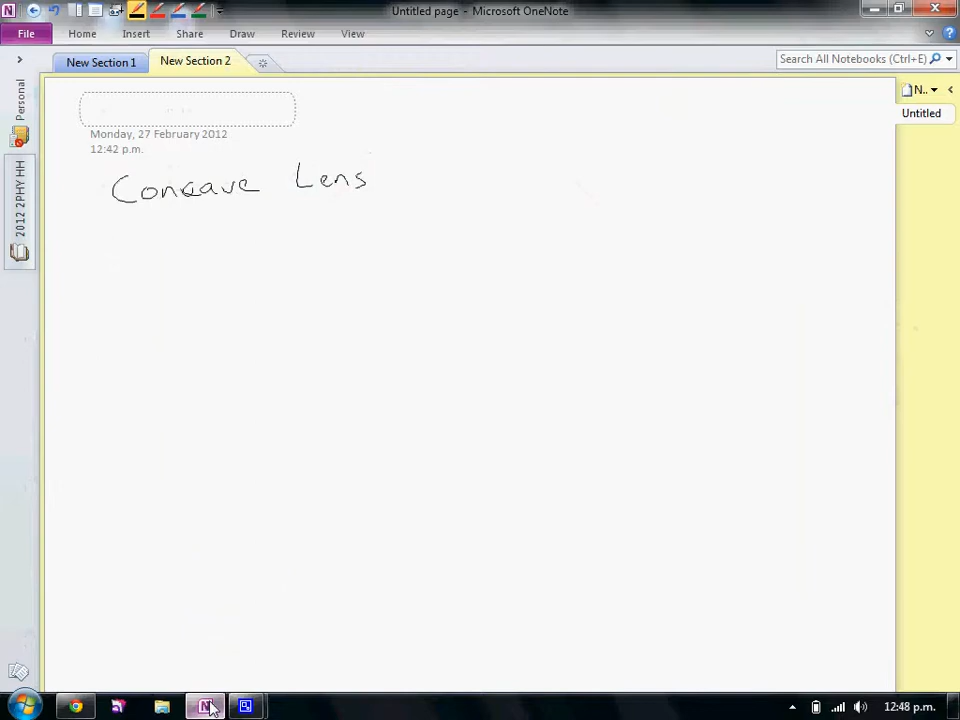 Untitled page - Microsoft OneNote
File Home Insert Share Draw Review View
New Section 1 New Section 2 Search All Notebooks (Ctrl+E)
N..
Untitled
Personal
2012 2PHY HH
Monday, 27 February 2012
12:42 p.m.
Concave Lens
12:48 p.m.